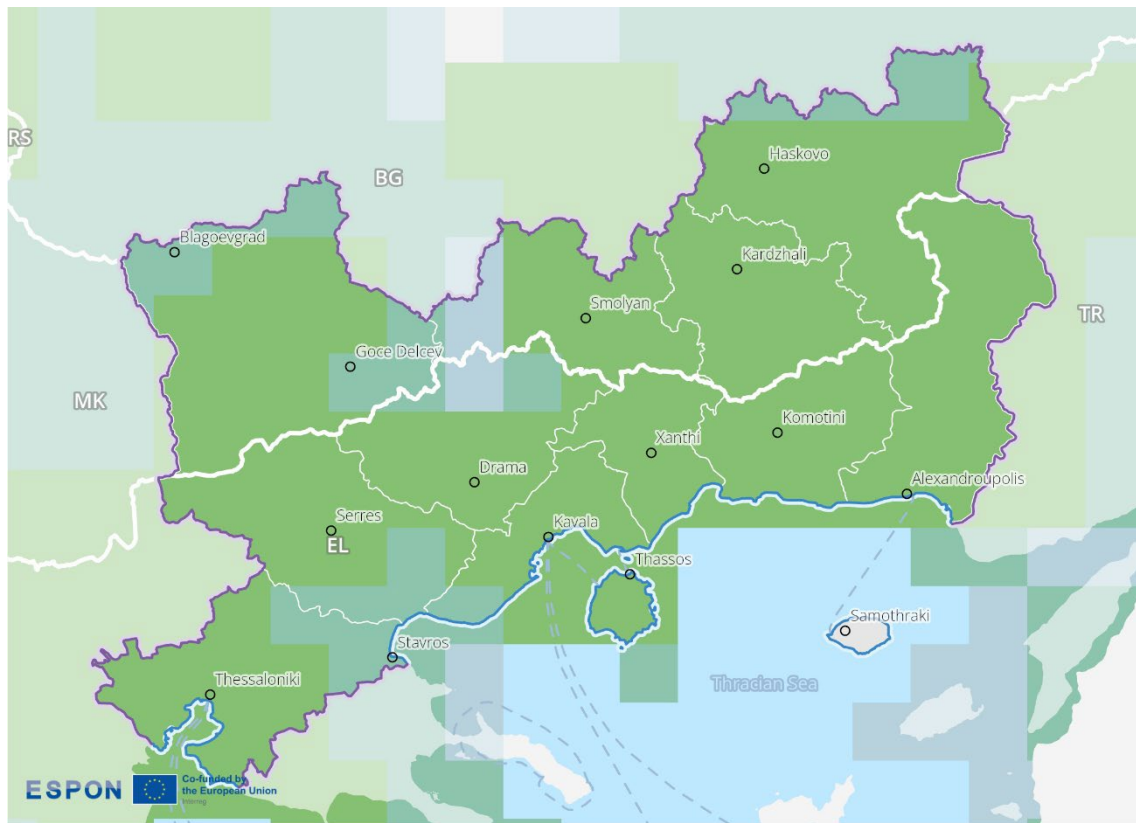 Haskovo
RS
BG
Blagoevgrad
Kardzhali
Smolyan
TR
Goce Delcev
MK
Komotini
Xanthi
Drama
Alexandroupolis
Serres
EL
Kavala
Thassos
Samothraki
Stavros
Thracian Sea
Thessaloniki
ESPON
Co-funded by
the European Union
Interreg